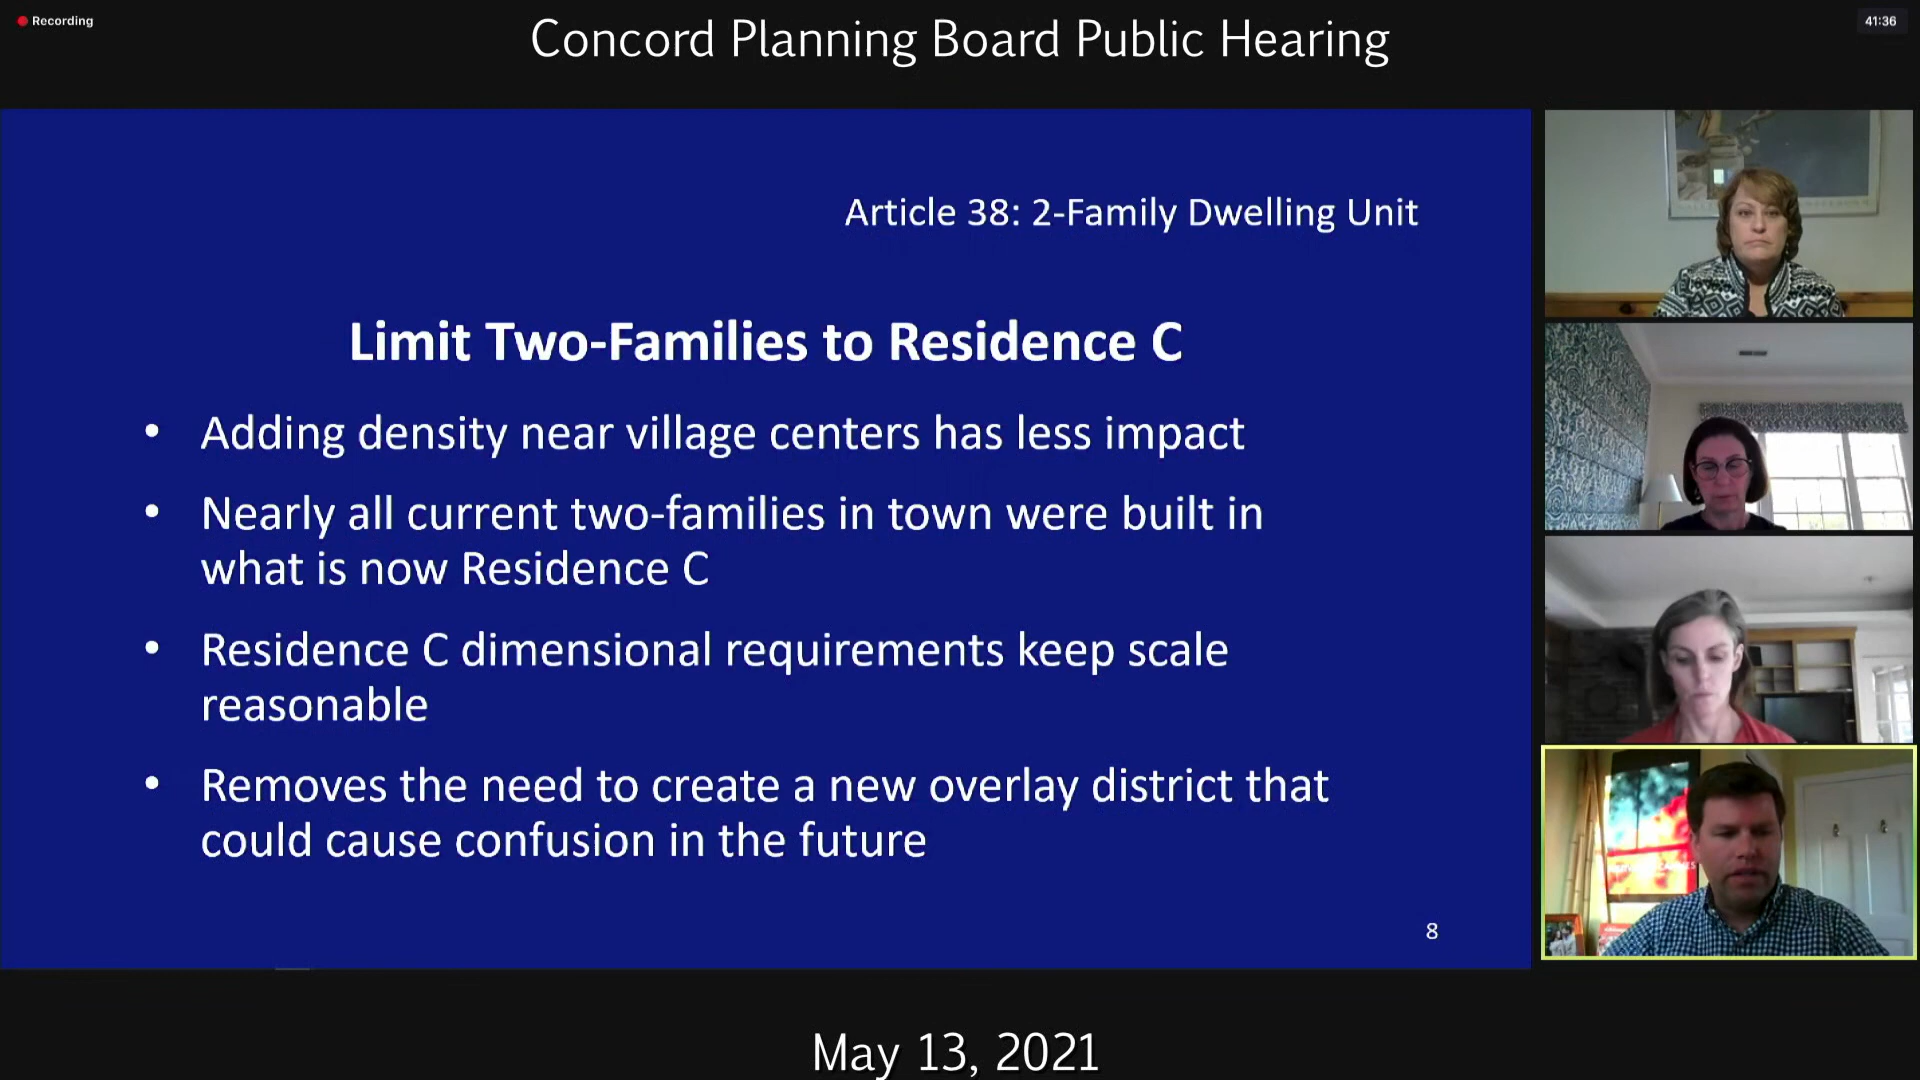 Recording
41:36
Concord Planning Board Public Hearing
Article 38: 2-Family Dwelling Unit
Limit Two-Families to Residence C
• Adding density near village centers has less impact
• Nearly all current two-families in town were built in
what is now Residence C
• Residence C dimensional requirements keep scale
reasonable
• Removes the need to create a new overlay district that
could cause confusion in the future
8
May 13, 2021